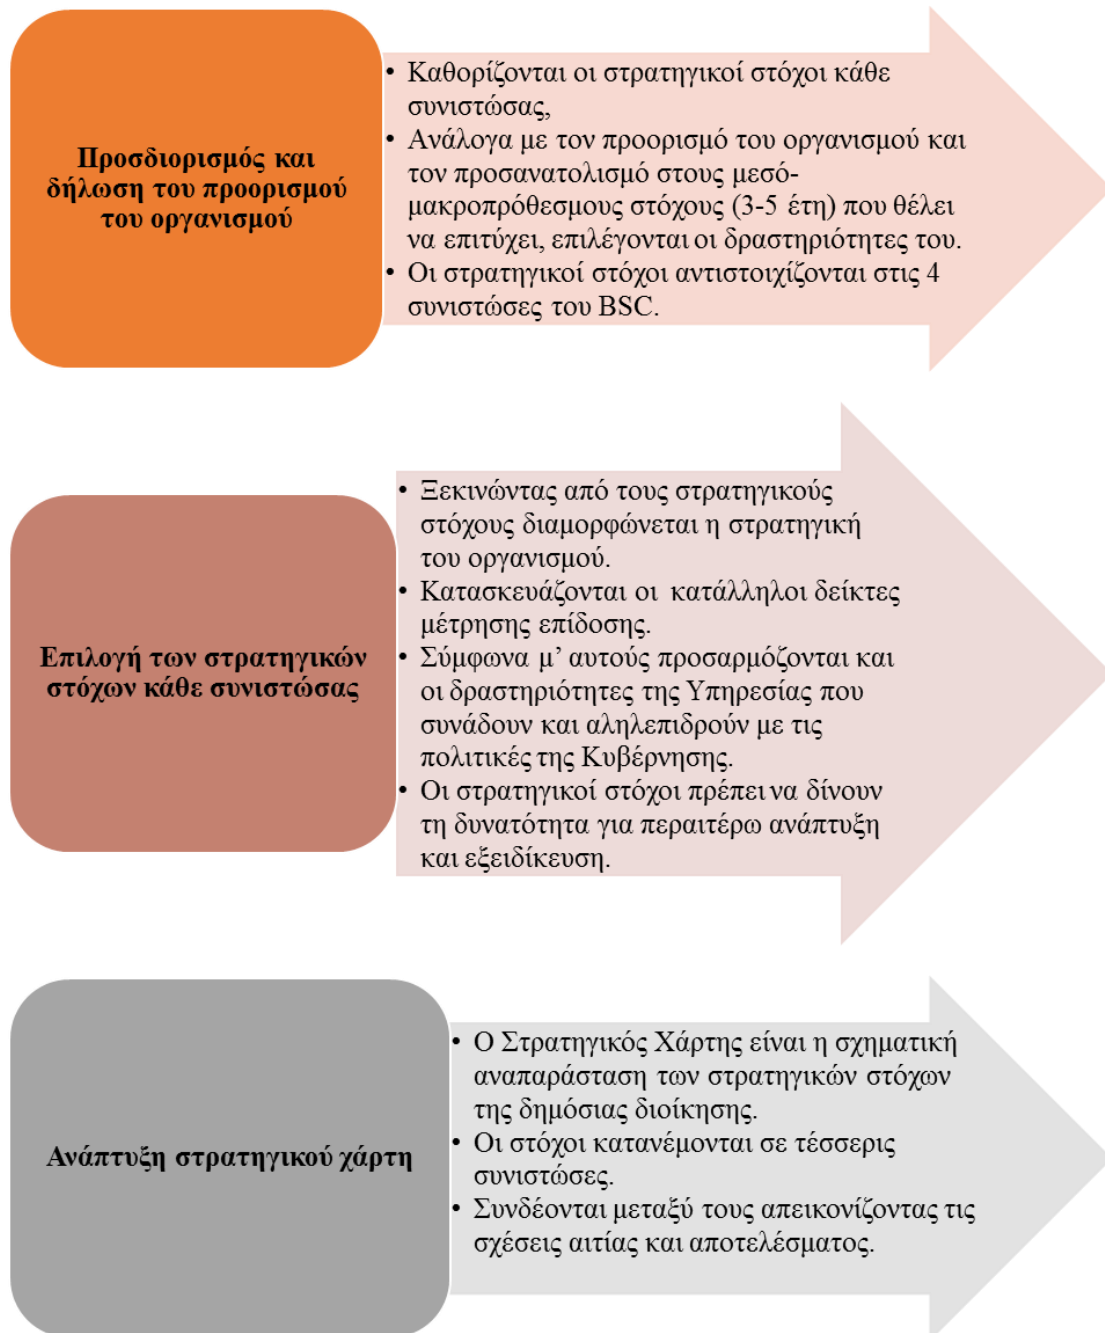 Προσδιορισμός και
δήλωση του προορισμού
του οργανισμού
• Καθορίζονται οι στρατηγικοί στόχοι κάθε
συνιστώσας,
• Ανάλογα με τον προορισμό του οργανισμού και
τον προσανατολισμό στους μεσό-
μακροπρόθεσμους στόχους (3-5 έτη) που θέλει
να επιτύχει, επιλέγονται οι δραστηριότητες του.
• Οι στρατηγικοί στόχοι αντιστοιχίζονται στις 4
συνιστώσες του BSC.
Επιλογή των στρατηγικών
στόχων κάθε συνιστώσας
• Ξεκινώντας από τους στρατηγικούς
στόχους διαμορφώνεται η στρατηγική
του οργανισμού.
• Κατασκευάζονται οι κατάλληλοι δείκτες
μέτρησης επίδοσης.
• Σύμφωνα μ’ αυτούς προσαρμόζονται και
οι δραστηριότητες της Υπηρεσίας που
συνάδουν και αληλεπιδρούν με τις
πολιτικές της Κυβέρνησης.
• Οι στρατηγικοί στόχοι πρέπει να δίνουν
τη δυνατότητα για περαιτέρω ανάπτυξη
και εξειδίκευση.
Ανάπτυξη στρατηγικού χάρτη
• Ο Στρατηγικός Χάρτης είναι η σχηματική
αναπαράσταση των στρατηγικών στόχων
της δημόσιας διοίκησης.
• Οι στόχοι κατανέμονται σε τέσσερις
συνιστώσες.
• Συνδέονται μεταξύ τους απεικονίζοντας τις
σχέσεις αιτίας και αποτελέσματος.